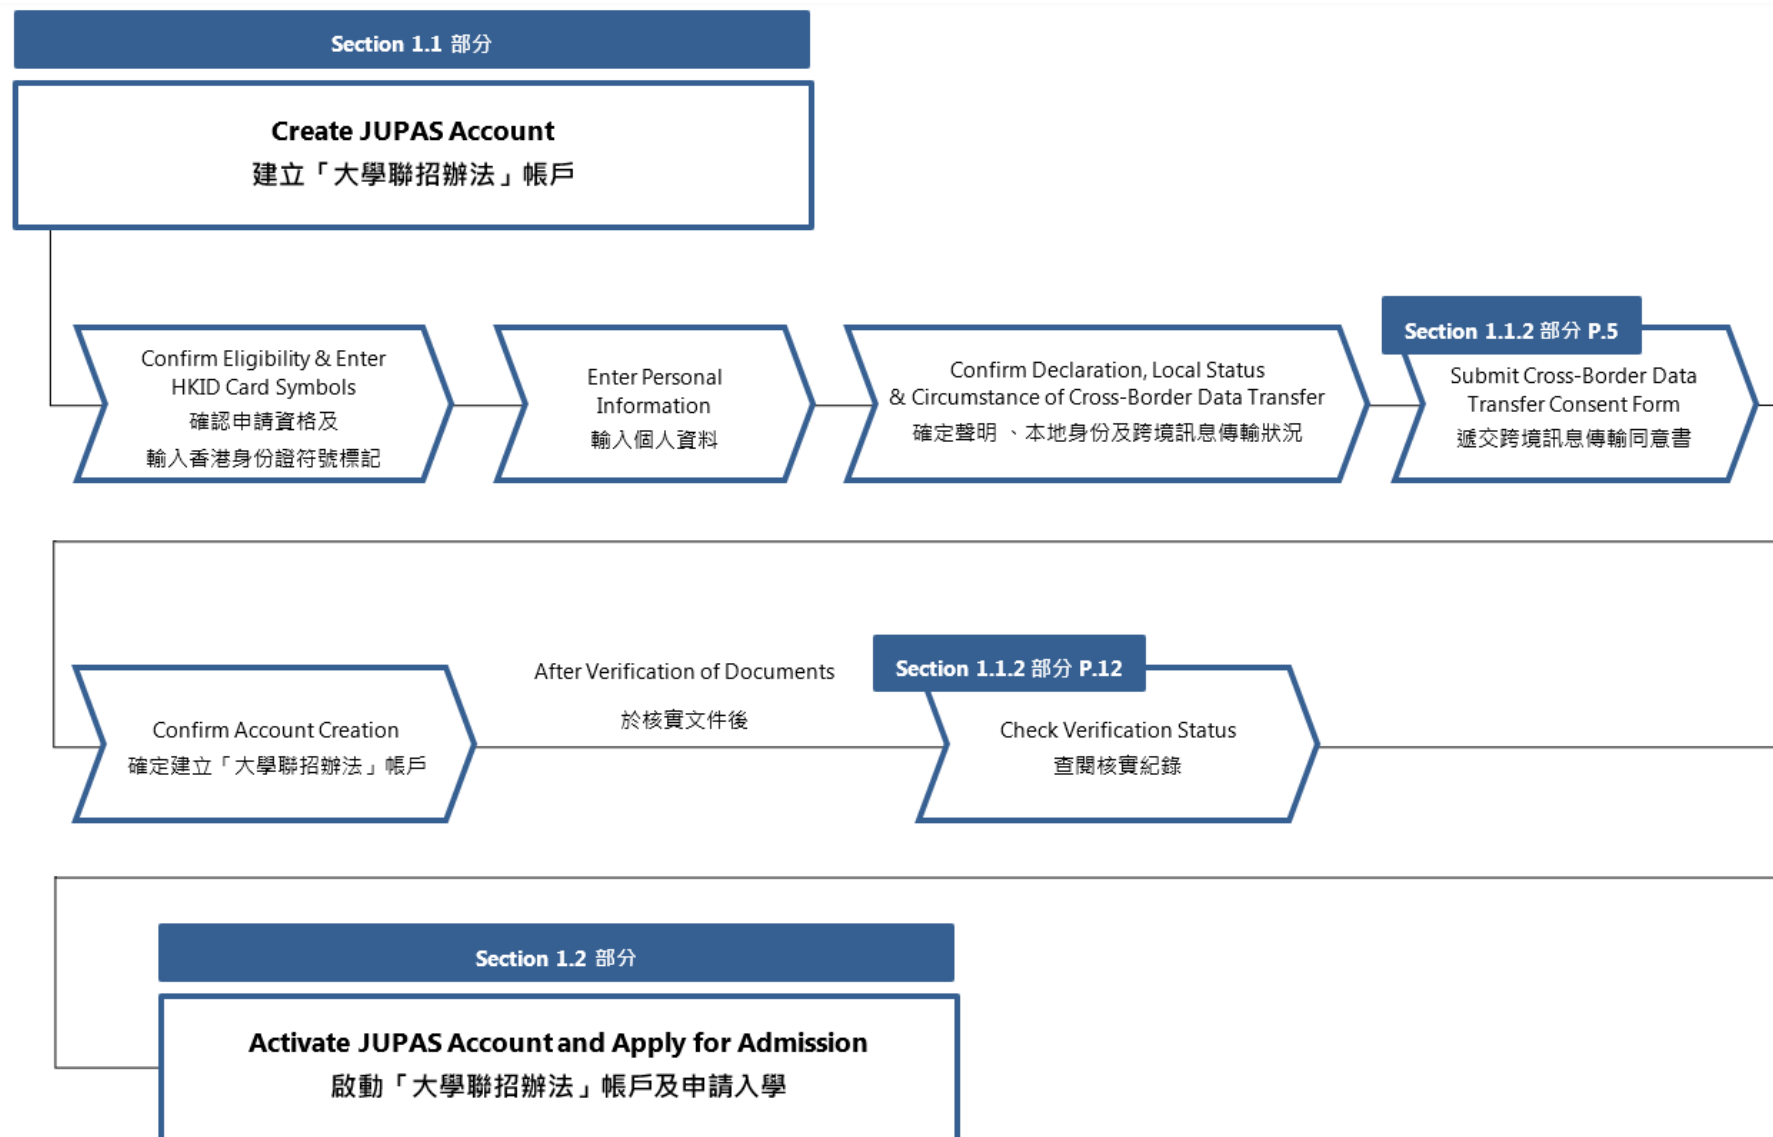 Section 1.1 部分
Create JUPAS Account
建立「大學聯招辦法」帳戶
Confirm Eligibility & Enter
HKID Card Symbols
確認申請資格及
輸入香港身份證符號標記
Enter Personal
Information
輸入個人資料
Confirm Declaration, Local Status
& Circumstance of Cross-Border Data Transfer
確定聲明 、本地身份及跨境訊息傳輸狀況
Section 1.1.2 部分 P.5
Submit Cross-Border Data
Transfer Consent Form
遞交跨境訊息傳輸同意書
Confirm Account Creation
確定建立「大學聯招辦法」帳戶
After Verification of Documents
於核實文件後
Section 1.1.2 部分 P.12
Check Verification Status
查閱核實紀錄
Section 1.2 部分
Activate JUPAS Account and Apply for Admission
啟動「大學聯招辦法」帳戶及申請入學